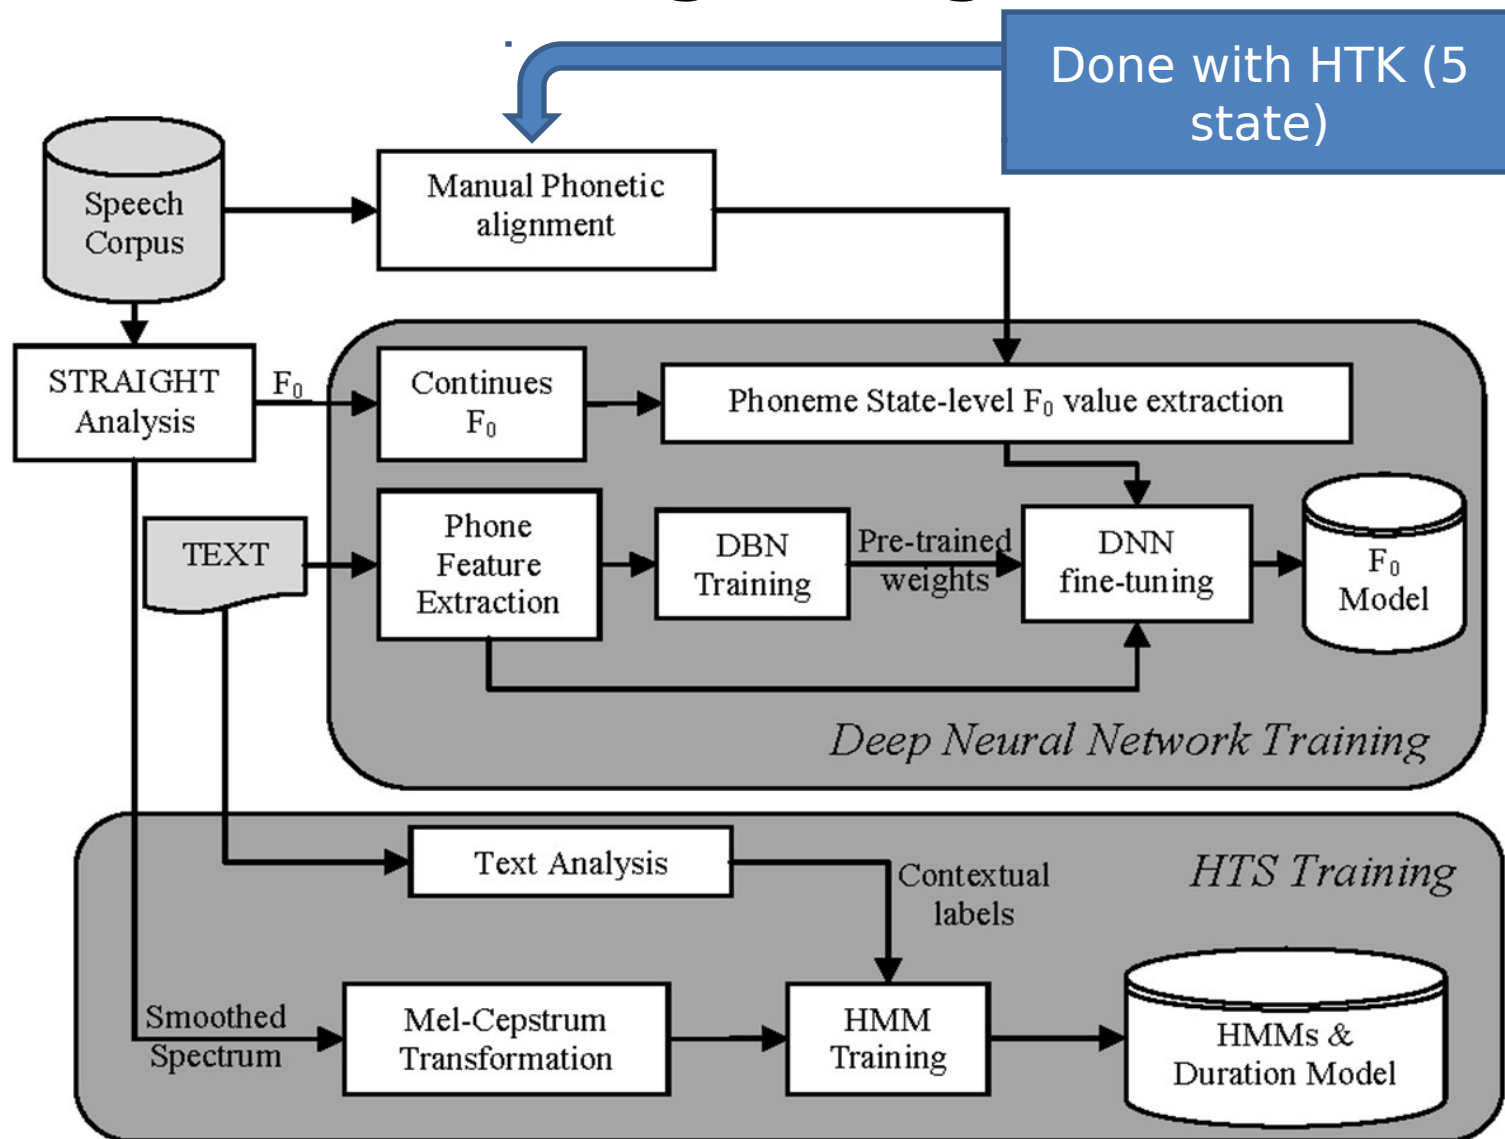 Done with HTK (5
state)
Speech
Corpus
Manual Phonetic
alignment
STRAIGHT
Analysis
F₀
Continues
F₀
Phoneme State-level F₀ value extraction
TEXT
Phone
Feature
Extraction
DBN
Training
Pre-trained
weights
DNN
fine-tuning
F₀
Model
Deep Neural Network Training
Text Analysis
Contextual
labels
HTS Training
Smoothed
Spectrum
Mel-Cepstrum
Transformation
HMM
Training
HMMs &
Duration Model